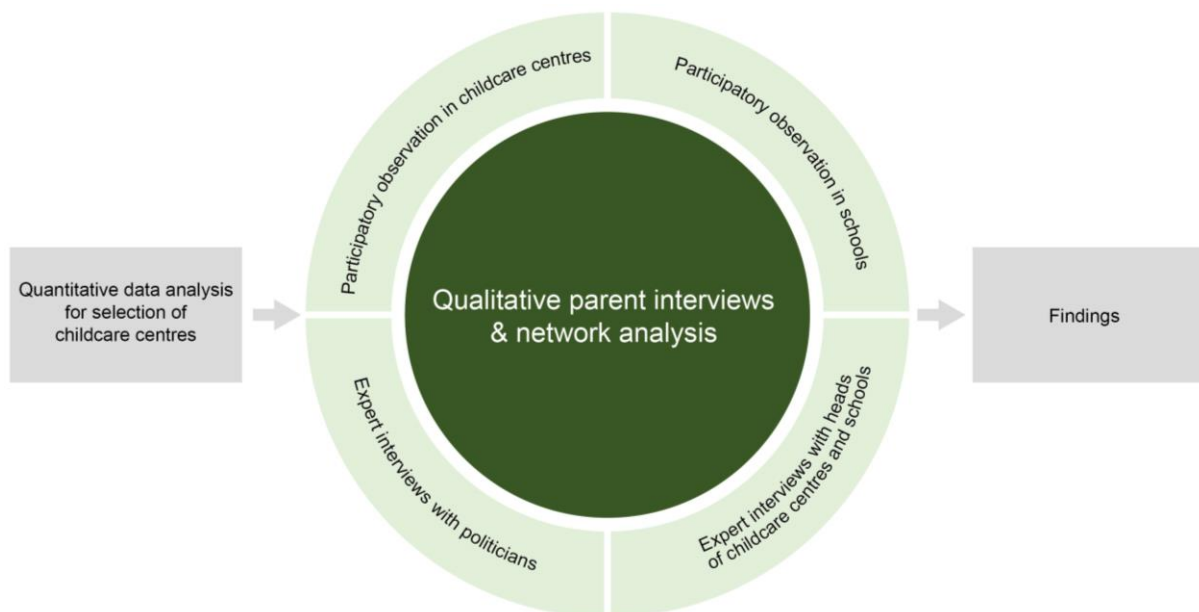 Participatory observation in childcare centres
Participatory observation in schools
Quantitative data analysis
for selection of
childcare centres
Qualitative parent interviews
& network analysis
Findings
Expert interviews with politicians
Expert interviews with heads
of childcare centres and schools